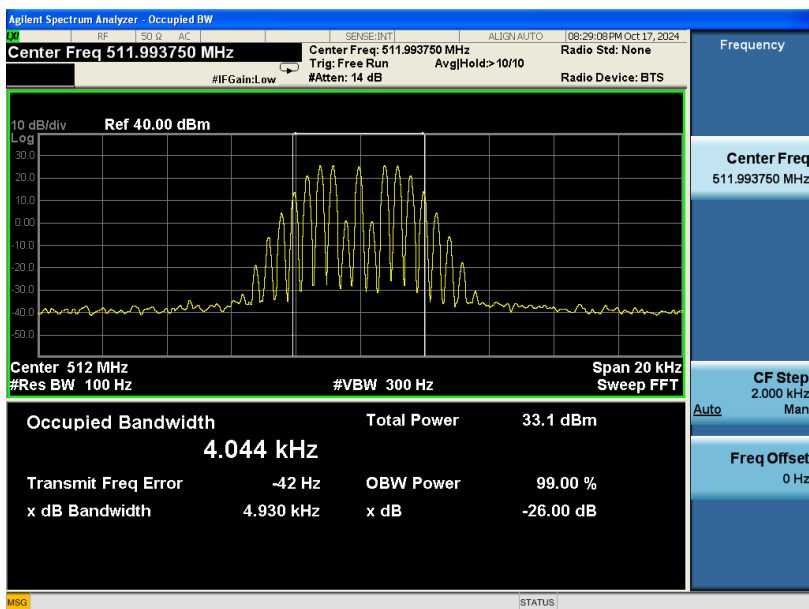 Agilent Spectrum Analyzer - Occupied BW
LXI RF 50 Ω AC SENSE:INT ALIGN AUTO 08:29:08 PM Oct 17, 2024
Center Freq 511.993750 MHz
Center Freq: 511.993750 MHz
Radio Std: None
Trig: Free Run Avg|Hold:>10/10
#IFGain:Low
#Atten: 14 dB
Radio Device: BTS
10 dB/div Ref 40.00 dBm
Log
30.0
20.0
10.0
0.00
-10.0
-20.0
-30.0
-40.0
-50.0
Center 512 MHz Span 20 kHz
#Res BW 100 Hz #VBW 300 Hz Sweep FFT
Occupied Bandwidth Total Power 33.1 dBm
4.044 kHz
Transmit Freq Error -42 Hz OBW Power 99.00 %
x dB Bandwidth 4.930 kHz x dB -26.00 dB
MSG STATUS
Frequency
Center Freq
511.993750 MHz
CF Step
2.000 kHz
Auto Man
Freq Offset
0 Hz